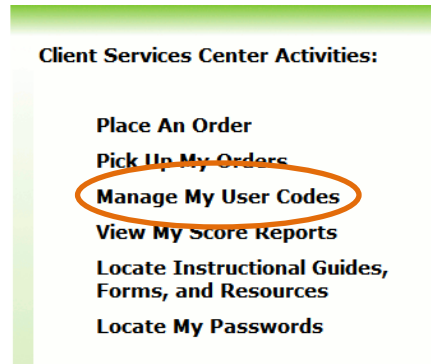 Client Services Center Activities:
Place An Order
Pick Up My Orders
Manage My User Codes
View My Score Reports
Locate Instructional Guides,
Forms, and Resources
Locate My Passwords